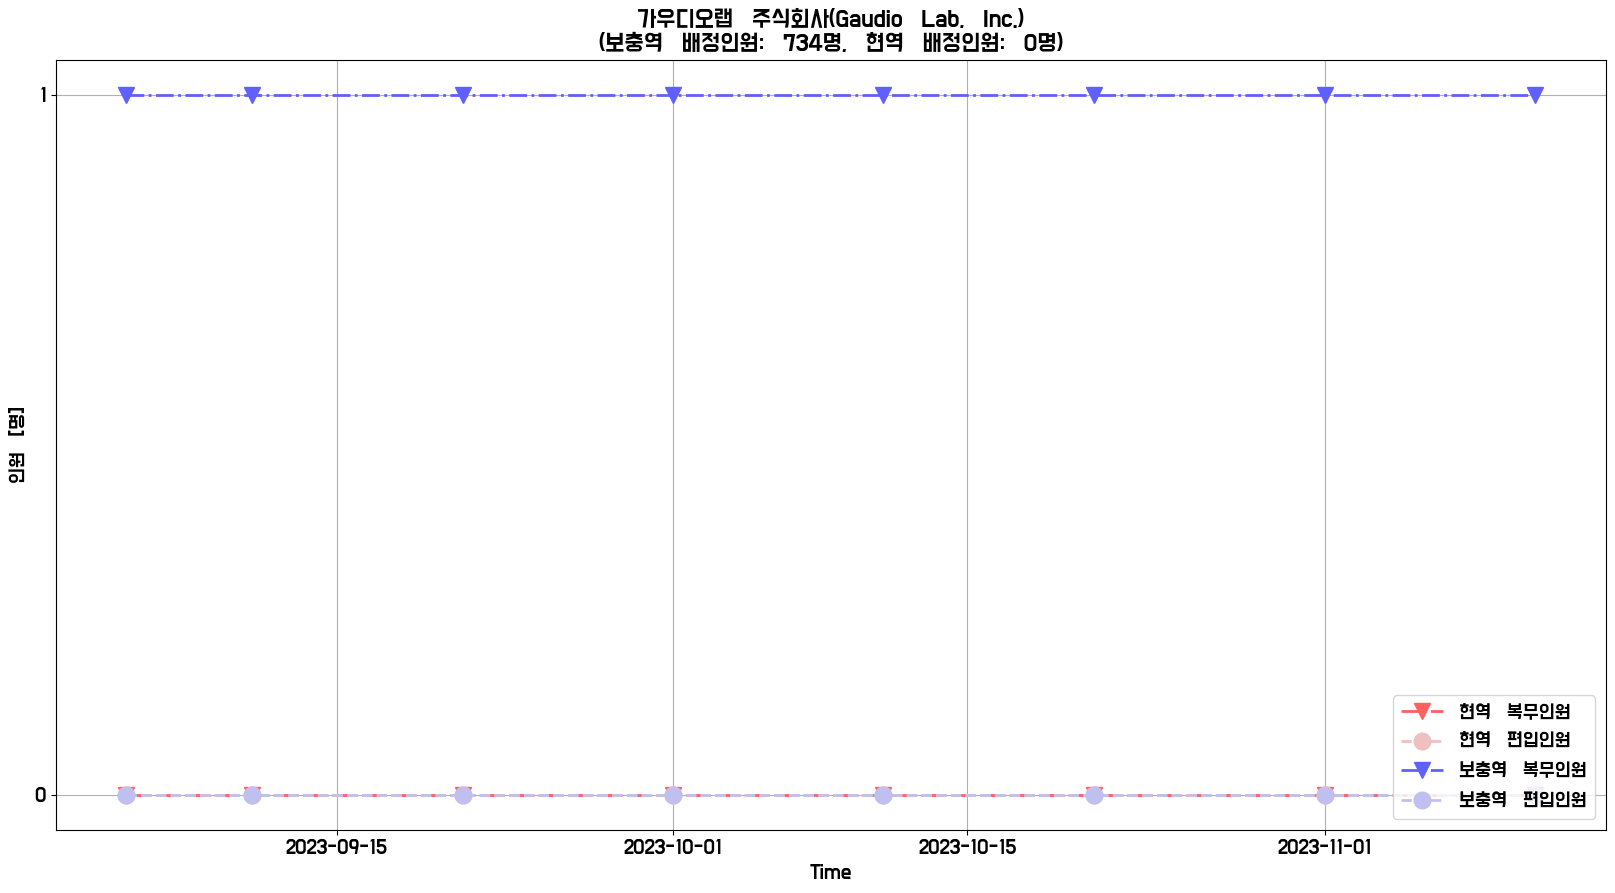 가우디오랩 주식회사(Gaudio Lab. Inc.)
(보충역 배정인원: 734명, 현역 배정인원: 0명)
1
인원 [명]
0
현역 복무인원
현역 편입인원
보충역 복무인원
보충역 편입인원
2023-09-15
2023-10-01
2023-10-15
2023-11-01
Time